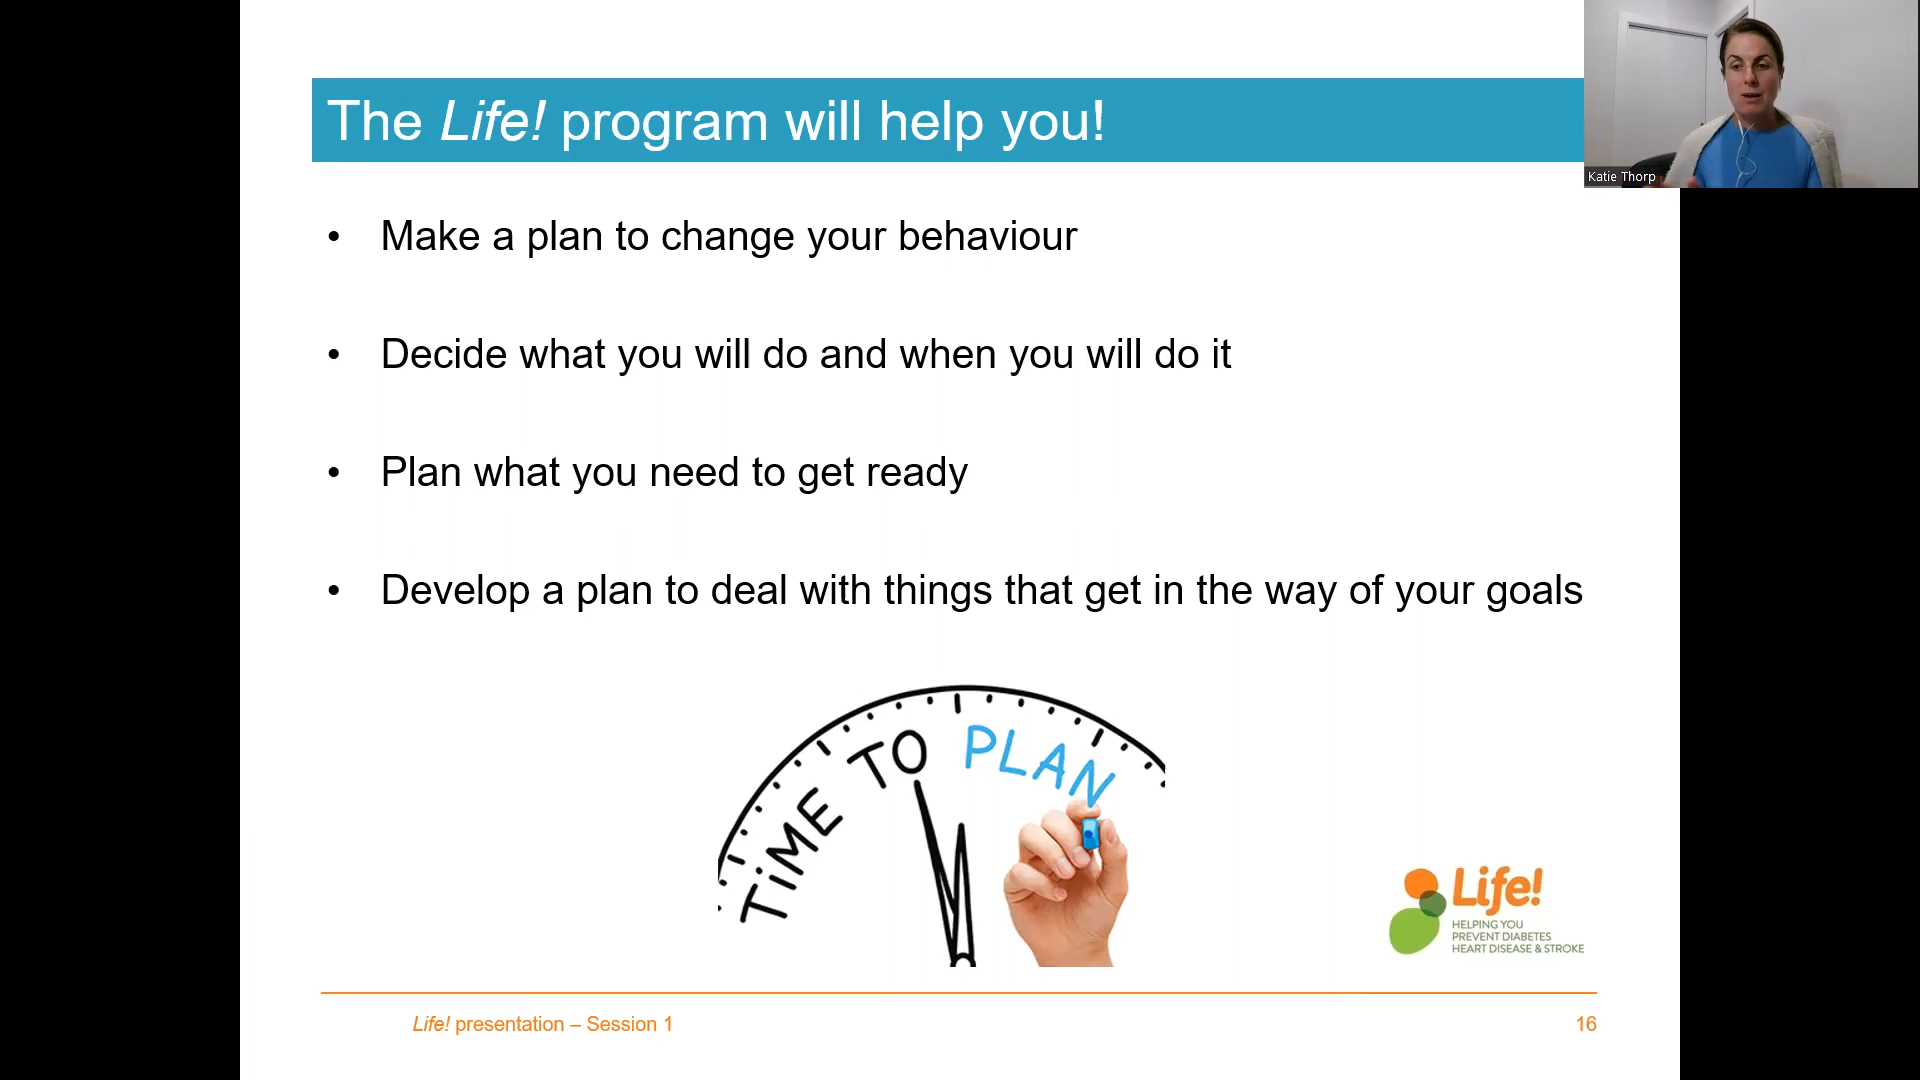 The Life! program will help you!
Katie Thorp
• Make a plan to change your behaviour
• Decide what you will do and when you will do it
• Plan what you need to get ready
• Develop a plan to deal with things that get in the way of your goals
TiME TO PLAN
Life!
HELPING YOU
PREVENT DIABETES
HEART DISEASE & STROKE
Life! presentation – Session 1
16